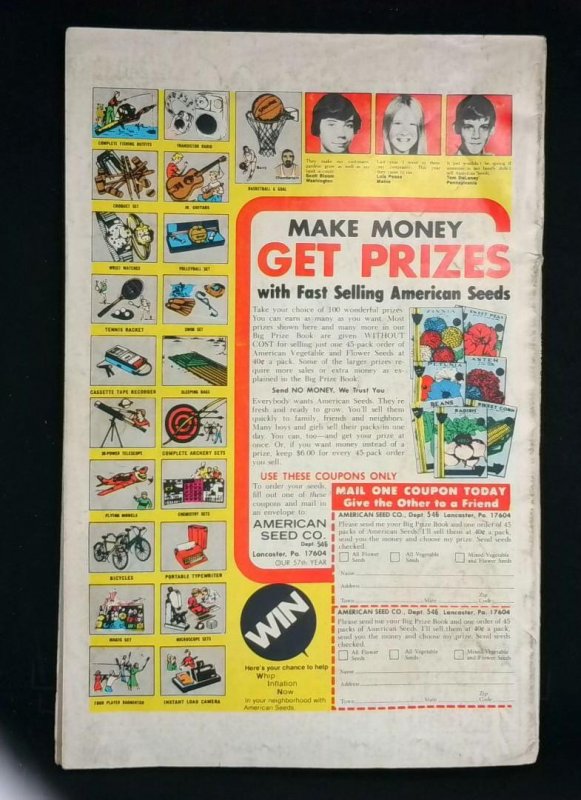 COMPLETE FISHING OUTFITS
TRANSISTOR RADIO
CROQUET SET
JR. GUITARS
WRIST WATCHES
VOLLEYBALL SET
TENNIS RACKET
SWIM SET
CASSETTE TAPE RECORDER
SLEEPING BAGS
30-POWER TELESCOPE
COMPLETE ARCHERY SETS
FLYING MODELS
CHEMISTRY SETS
BICYCLES
PORTABLE TYPEWRITER
MAGIC SET
MICROSCOPE SETS
FOUR PLAYER BADMINTON
INSTANT LOAD CAMERA
SPALDING
BASKETBALL & GOAL
Scott Bloom
Washington
Lola Pease
Maine
Tom DeLaney
Pennsylvania
MAKE MONEY
GET PRIZES
with Fast Selling American Seeds
Take your choice of 100 wonderful prizes.
You can earn as many as you want. Most
prizes shown here and many more in our
Big Prize Book are given WITHOUT
COST for selling just one 45-pack order of
American Vegetable and Flower Seeds at
40¢ a pack. Some of the larger prizes re-
quire more sales or extra money as ex-
plained in the Big Prize Book.
Send NO MONEY. We Trust You
Everybody wants American Seeds. They're
fresh and ready to grow. You'll sell them
quickly to family, friends and neighbors.
Many boys and girls sell their packs in one
day. You can, too—and get your prize at
once. Or, if you want money instead of a
prize, keep $6.00 for every 45-pack order
you sell.
ZINNIA
SWEET PEAS
PETUNIA
ASTER
BEANS
RADISH
SWEET CORN
USE THESE COUPONS ONLY
To order your seeds,
fill out one of these
coupons and mail in
an envelope to:
AMERICAN
SEED CO.
Dept. 546
Lancaster, Pa. 17604
OUR 57th YEAR
MAIL ONE COUPON TODAY
Give the Other to a Friend
AMERICAN SEED CO., Dept. 546 Lancaster, Pa. 17604
Please send me your Big Prize Book and one order of 45
packs of American Seeds. I'll sell them at 40¢ a pack,
send you the money and choose my prize. Send seeds
checked.
All Flower Seeds
All Vegetable Seeds
Mixed Vegetable and Flower Seeds
Name
Address
Town State Zip Code
AMERICAN SEED CO., Dept. 546 Lancaster, Pa. 17604
Please send me your Big Prize Book and one order of 45
packs of American Seeds. I'll sell them at 40¢ a pack,
send you the money and choose my prize. Send seeds
checked.
All Flower Seeds
All Vegetable Seeds
Mixed Vegetable and Flower Seeds
Name
Address
Town State Zip Code
WIN
Here's your chance to help
Whip
Inflation
Now
In your neighborhood with
American Seeds.